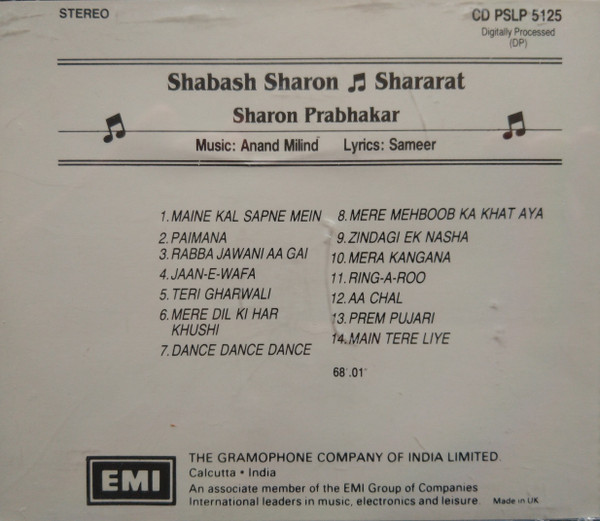 STEREO
CD PSLP 5125
Digitally Processed
(DP)
Shabash Sharon ♫ Shararat
Sharon Prabhakar
Music: Anand Milind Lyrics: Sameer
1. MAINE KAL SAPNE MEIN
2. PAIMANA
3. RABBA JAWANI AA GAI
4. JAAN-E-WAFA
5. TERI GHARWALI
6. MERE DIL KI HAR
KHUSHI
7. DANCE DANCE DANCE
8. MERE MEHBOOB KA KHAT AYA
9. ZINDAGI EK NASHA
10. MERA KANGANA
11. RING-A-ROO
12. AA CHAL
13. PREM PUJARI
14. MAIN TERE LIYE
68'.01"
EMI
THE GRAMOPHONE COMPANY OF INDIA LIMITED.
Calcutta • India
An associate member of the EMI Group of Companies
International leaders in music, electronics and leisure. Made in UK